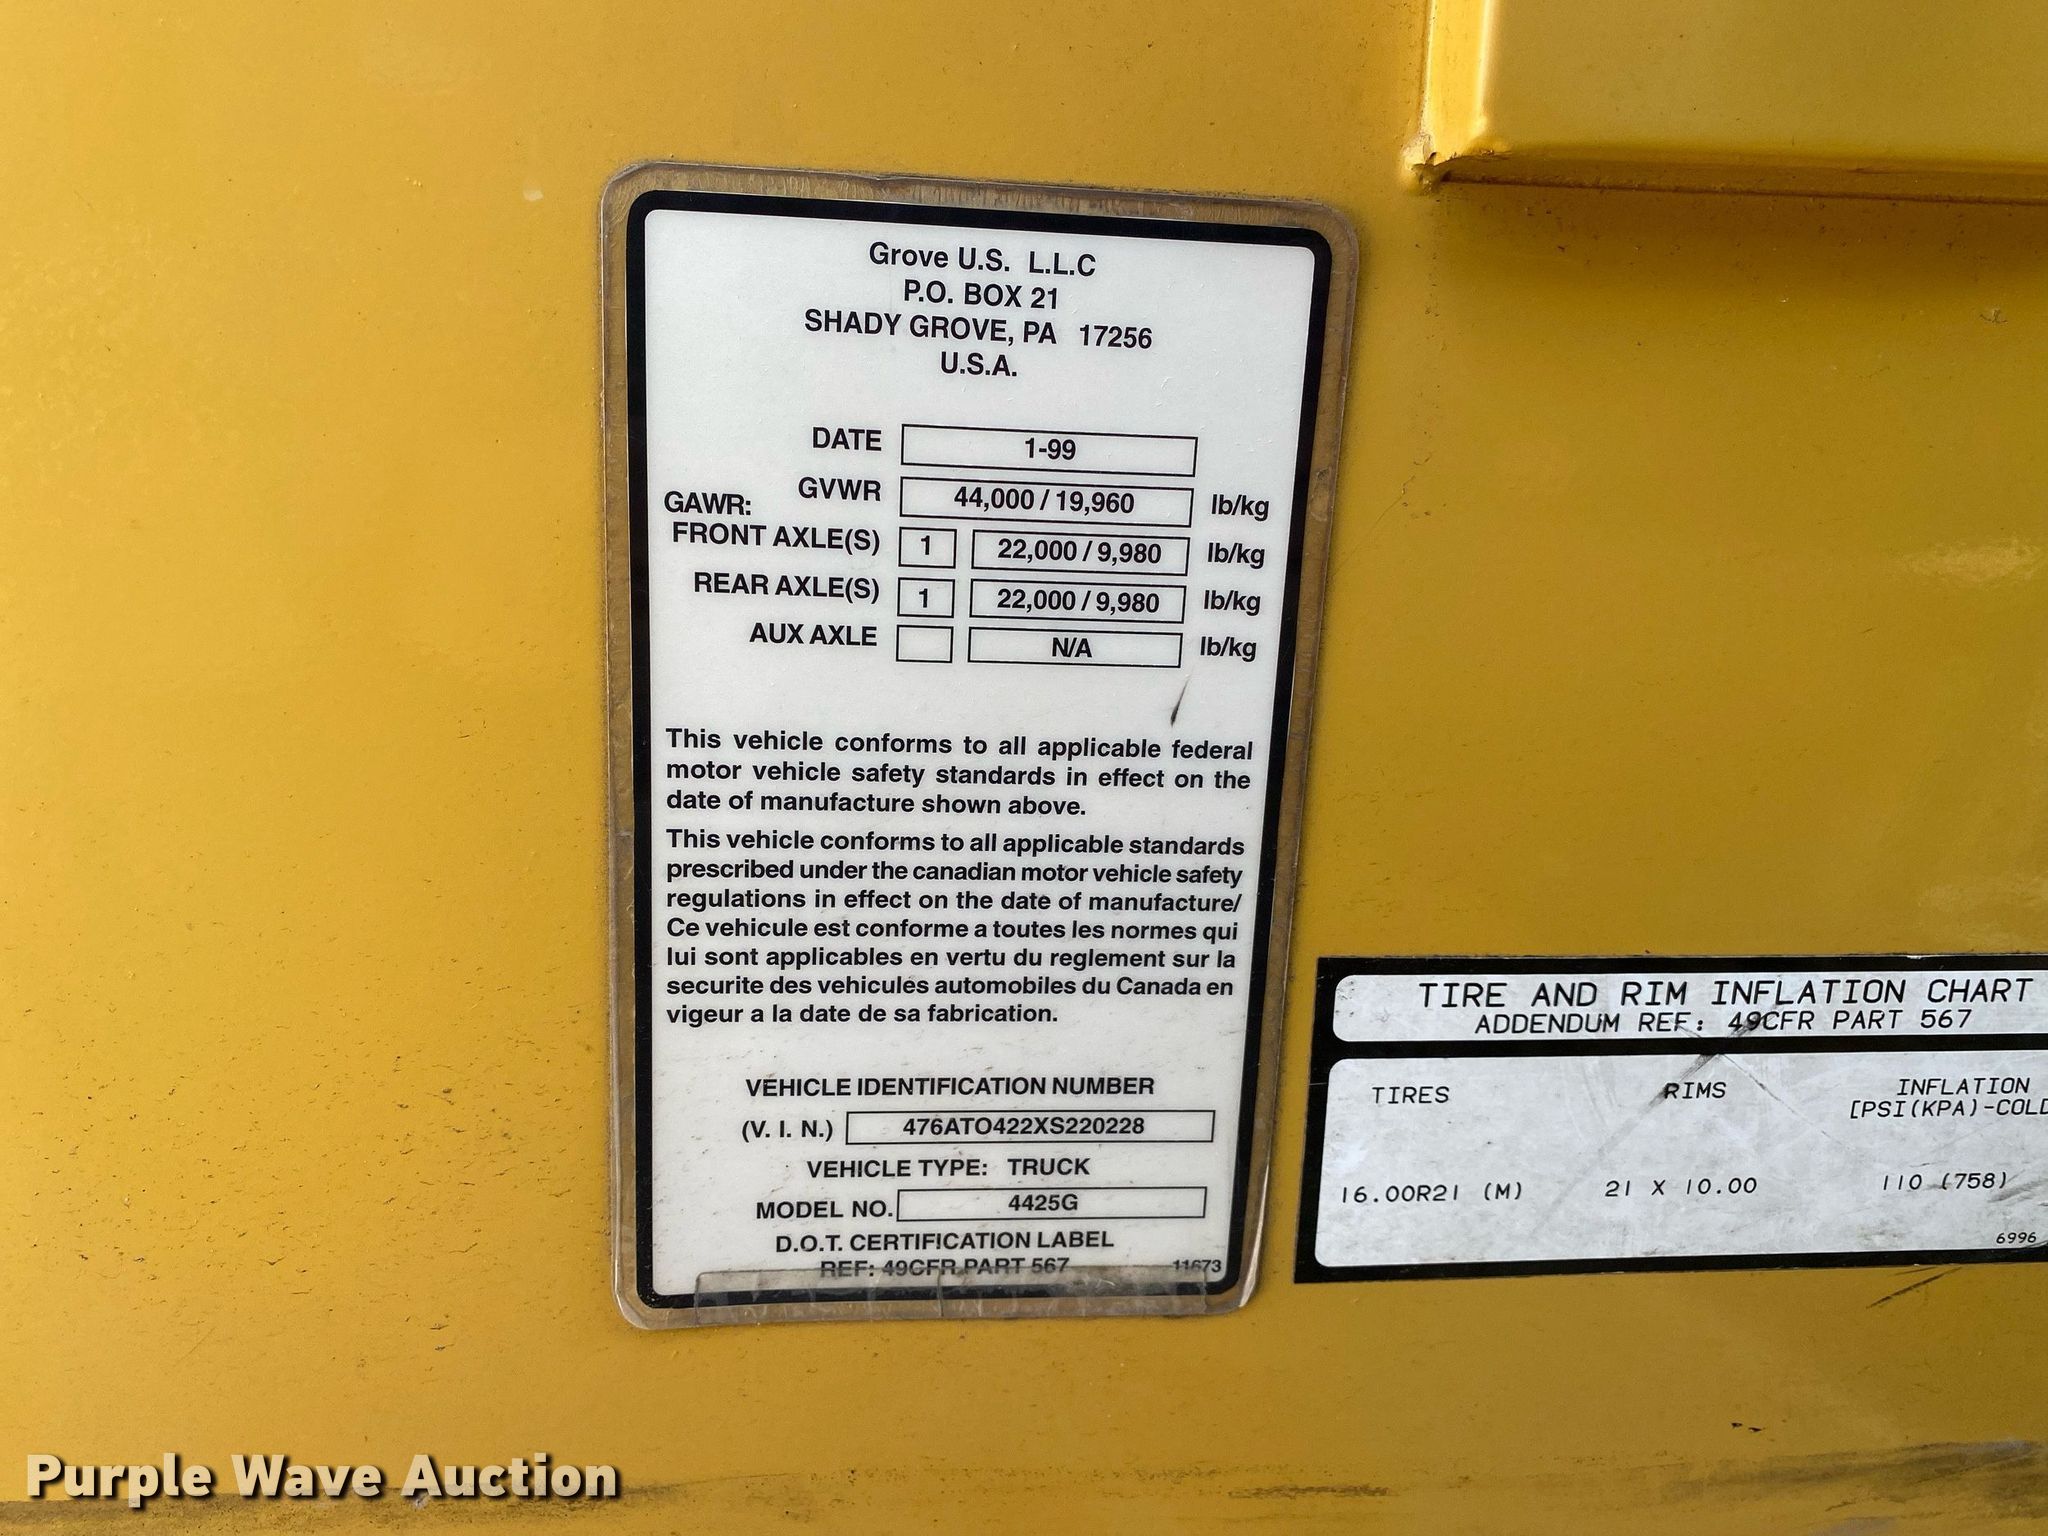 Grove U.S. L.L.C
P.O. BOX 21
SHADY GROVE, PA 17256
U.S.A.
DATE 1-99
GVWR 44,000 / 19,960 lb/kg
GAWR:
FRONT AXLE(S) 1 22,000 / 9,980 lb/kg
REAR AXLE(S) 1 22,000 / 9,980 lb/kg
AUX AXLE N/A lb/kg
This vehicle conforms to all applicable federal
motor vehicle safety standards in effect on the
date of manufacture shown above.
This vehicle conforms to all applicable standards
prescribed under the canadian motor vehicle safety
regulations in effect on the date of manufacture/
Ce vehicule est conforme a toutes les normes qui
lui sont applicables en vertu du reglement sur la
securite des vehicules automobiles du Canada en
vigeur a la date de sa fabrication.
VEHICLE IDENTIFICATION NUMBER
(V. I. N.) 476ATO422XS220228
VEHICLE TYPE: TRUCK
MODEL NO. 4425G
D.O.T. CERTIFICATION LABEL
REF: 49CFR PART 567 11673
TIRE AND RIM INFLATION CHART
ADDENDUM REF: 49CFR PART 567
TIRES RIMS INFLATION
[PSI(KPA)-COLD
16.00R21 (M) 21 X 10.00 110 (758)
6996
Purple Wave Auction